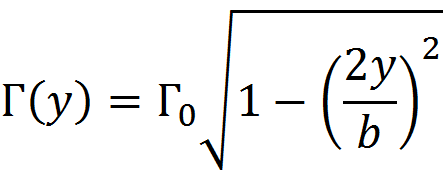 Γ(y) = Γ₀√(1 − (2y/b)²)